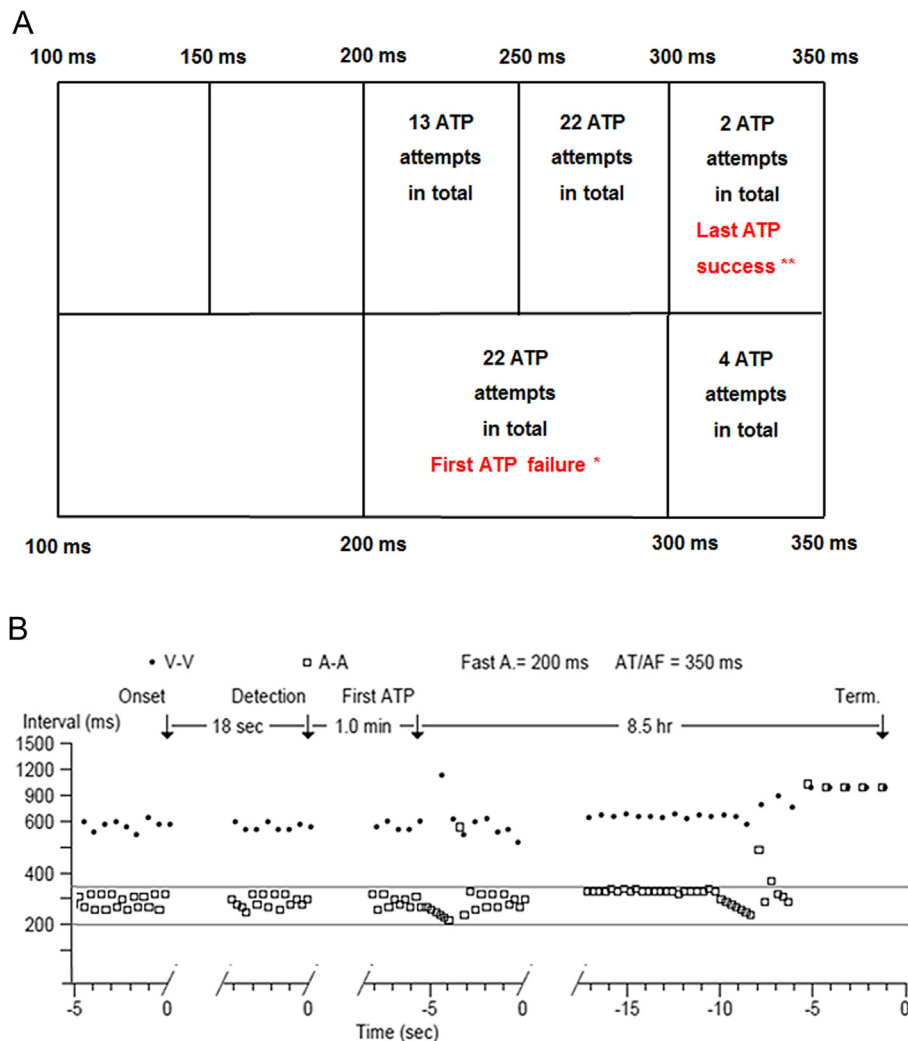 A
100 ms 150 ms 200 ms 250 ms 300 ms 350 ms
13 ATP
attempts
in total
22 ATP
attempts
in total
2 ATP
attempts
in total
Last ATP
success **
22 ATP
attempts
in total
First ATP failure *
4 ATP
attempts
in total
100 ms 200 ms 300 ms 350 ms
B
V-V A-A Fast A.= 200 ms AT/AF = 350 ms
Onset Detection First ATP Term.
Interval (ms) 18 sec 1.0 min 8.5 hr
1500
1200
900
600
400
200
-5 0 0 -5 0 -15 -10 -5 0
Time (sec)